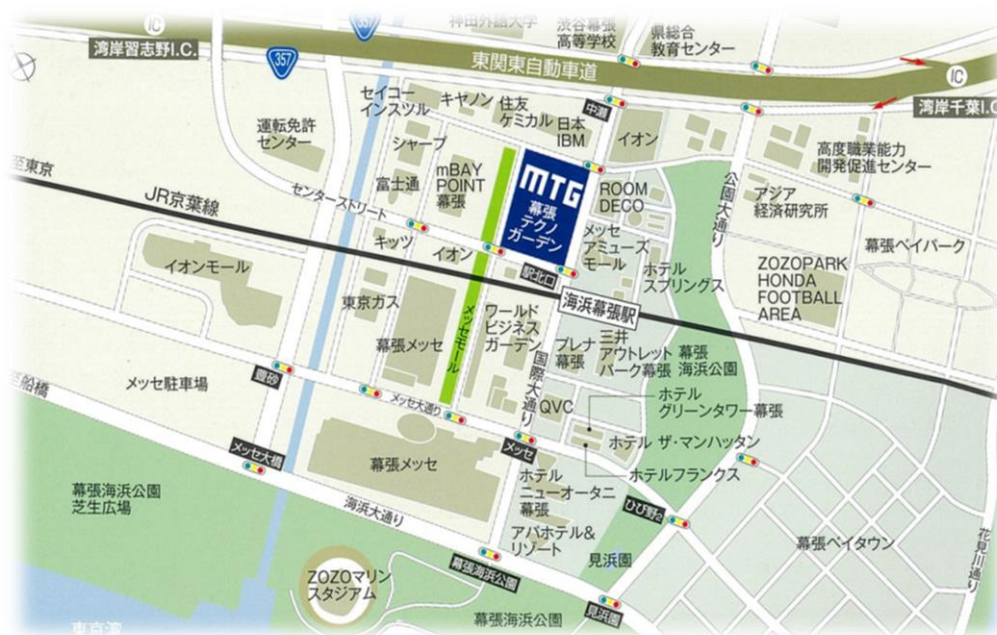 357
神田外語大学
渋谷幕張
高等学校
県総合
教育センター
IC
湾岸習志野I.C.
357
東関東自動車道
IC
湾岸千葉I.C
セイコー
インスツル
キヤノン
住友
ケミカル
日本
IBM
中瀬
イオン
運転免許
センター
シャープ
高度職業能力
開発促進センター
至東京
JR京葉線
センターストリート
富士通
mBAY
POINT
幕張
MTG
幕張
テクノ
ガーデン
ROOM
DECO
公園大通り
アジア
経済研究所
メッセ
アミューズ
モール
キッツ
イオン
駅北口
幕張ベイパーク
イオンモール
ホテル
スプリングス
ZOZOPARK
HONDA
FOOTBALL
AREA
東京ガス
メッセモール
ワールド
ビジネス
ガーデン
海浜幕張駅
幕張メッセ
国際大通り
プレナ
幕張
三井
アウトレット
パーク幕張
幕張
海浜公園
豊砂
メッセ駐車場
至船橋
メッセ大通り
QVC
ホテル
グリーンタワー幕張
メッセ大橋
幕張メッセ
メッセ
ホテル ザ・マンハッタン
ホテルフランクス
幕張海浜公園
芝生広場
海浜大通り
ホテル
ニューオータニ
幕張
ひび野2
アパホテル&
リゾート
幕張ベイタウン
花見川通り
幕張海浜公園
見浜園
ZOZOマリン
スタジアム
見浜園
幕張海浜公園
東京湾